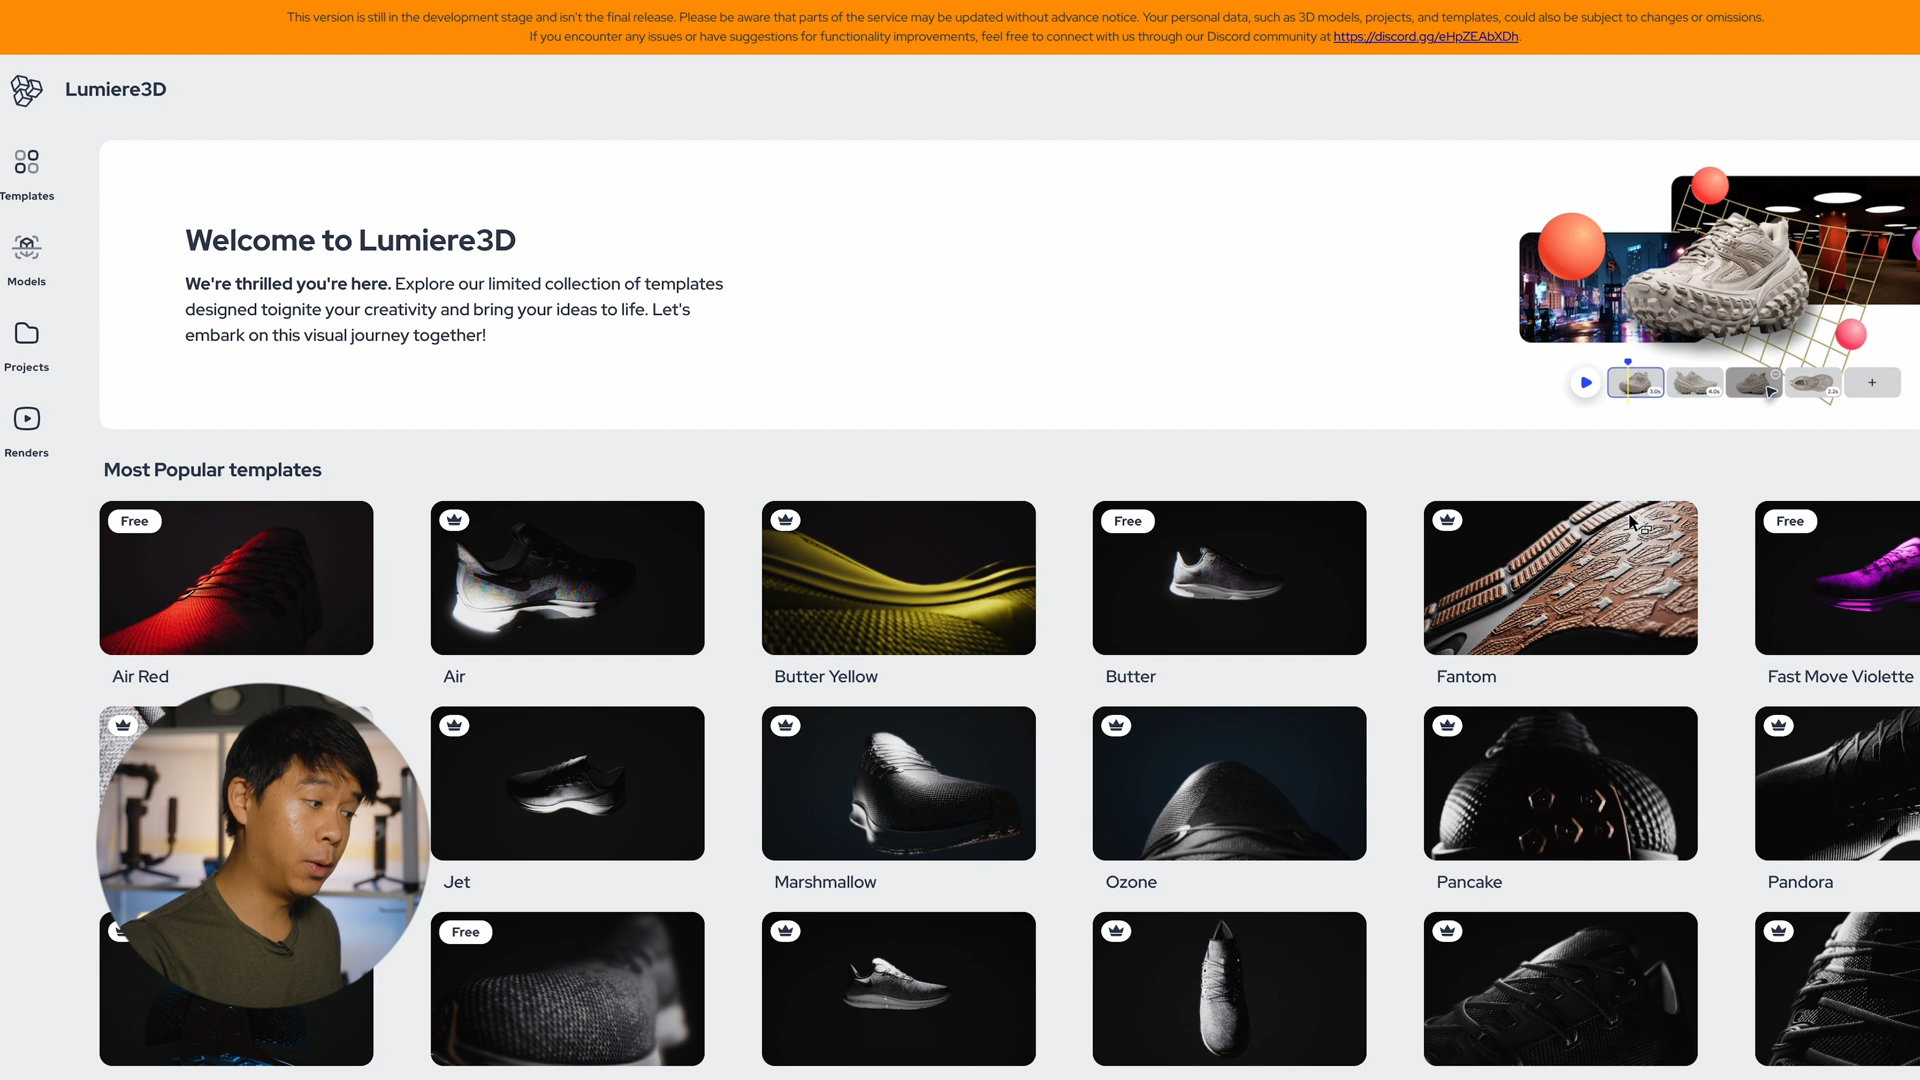 This version is still in the development stage and isn't the final release. Please be aware that parts of the service may be updated without advance notice. Your personal data, such as 3D models, projects, and templates, could also be subject to changes or omissions.
If you encounter any issues or have suggestions for functionality improvements, feel free to connect with us through our Discord community at https://discord.gg/eHpZEAbXDh.
Lumiere3D
Templates
Models
Projects
Renders
Welcome to Lumiere3D
We're thrilled you're here. Explore our limited collection of templates
designed toignite your creativity and bring your ideas to life. Let's
embark on this visual journey together!
3.0s
4.0s
2.2s
Most Popular templates
Free
Free
Free
Air Red
Air
Butter Yellow
Butter
Fantom
Fast Move Violette
Jet
Marshmallow
Ozone
Pancake
Pandora
Free